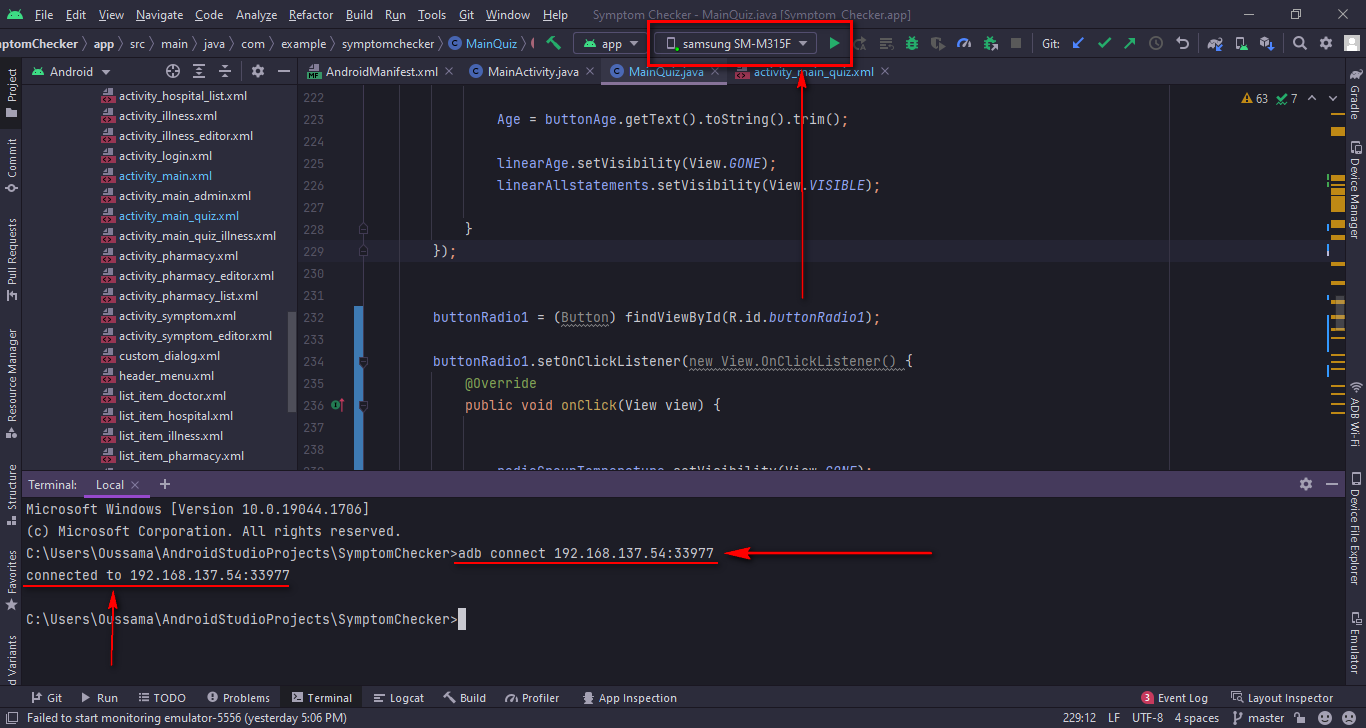 File Edit View Navigate Code Analyze Refactor Build Run Tools Git Window Help Symptom Checker - MainQuiz.java [Symptom_Checker.app]
mptomChecker app src main java com example symptomchecker MainQuiz app samsung SM-M315F Git:
Project
Commit
Pull Requests
Resource Manager
Structure
Favorites
d Variants
Android
activity_hospital_list.xml
activity_illness.xml
activity_illness_editor.xml
activity_login.xml
activity_main.xml
activity_main_admin.xml
activity_main_quiz.xml
activity_main_quiz_illness.xml
activity_pharmacy.xml
activity_pharmacy_editor.xml
activity_pharmacy_list.xml
activity_symptom.xml
activity_symptom_editor.xml
custom_dialog.xml
header_menu.xml
list_item_doctor.xml
list_item_hospital.xml
list_item_illness.xml
list_item_pharmacy.xml
AndroidManifest.xml MainActivity.java MainQuiz.java activity_main_quiz.xml
63 7
222
223 Age = buttonAge.getText().toString().trim();
224
225 linearAge.setVisibility(View.GONE);
226 linearAllstatements.setVisibility(View.VISIBLE);
227
228 }
229 });
230
231
232 buttonRadio1 = (Button) findViewById(R.id.buttonRadio1);
233
234 buttonRadio1.setOnClickListener(new View.OnClickListener() {
235 @Override
236 public void onClick(View view) {
237
238
239 radioGroupTemperature.setVisibility(View.GONE);
Gradle
Device Manager
ADB Wi-Fi
Device File Explorer
Emulator
Terminal: Local
Microsoft Windows [Version 10.0.19044.1706]
(c) Microsoft Corporation. All rights reserved.
C:\Users\Oussama\AndroidStudioProjects\SymptomChecker>adb connect 192.168.137.54:33977
connected to 192.168.137.54:33977
C:\Users\Oussama\AndroidStudioProjects\SymptomChecker>
Git Run TODO Problems Terminal Logcat Build Profiler App Inspection 3 Event Log Layout Inspector
Failed to start monitoring emulator-5556 (yesterday 5:06 PM) 229:12 LF UTF-8 4 spaces master